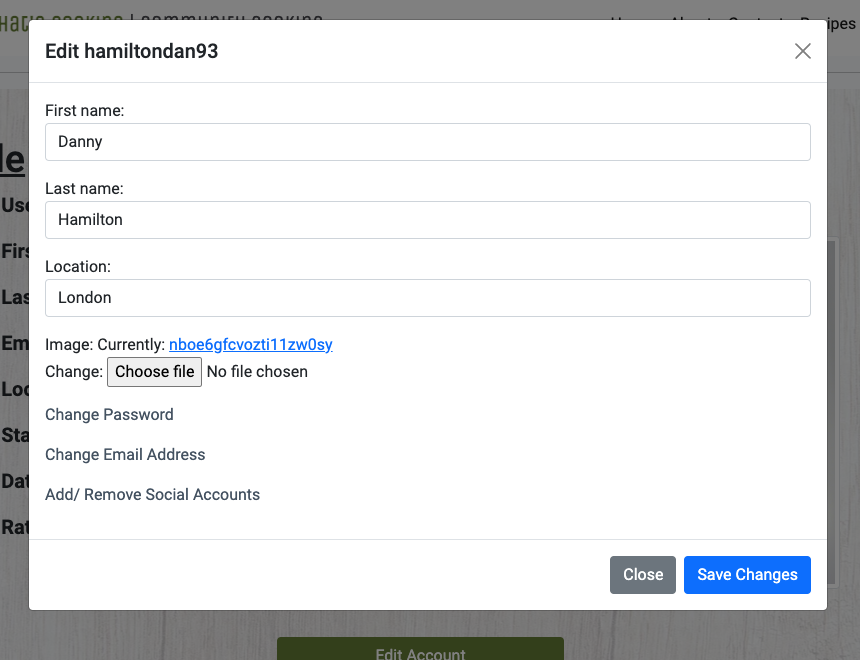 Edit hamiltondan93
First name:
Danny
Last name:
Hamilton
Location:
London
Image: Currently: nboe6gfcvozti11zw0sy
Change: Choose file No file chosen
Change Password
Change Email Address
Add/ Remove Social Accounts
Close Save Changes
Edit Account